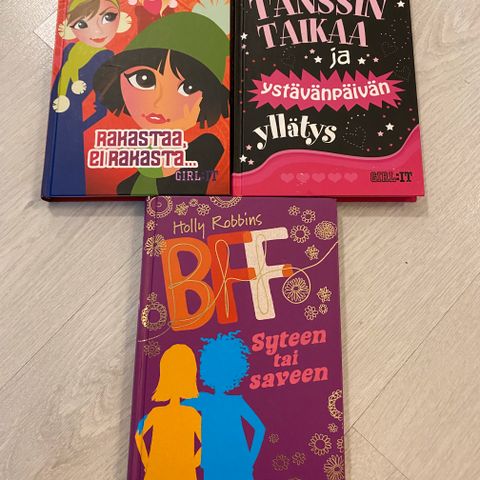 RAKASTAA,
EI RAKASTA...
GIRL:IT
TANSSIN
TAIKAA
ja
ystävänpäivän
yllätys
GIRL:IT
Holly Robbins
BFF
Syteen
tai
saveen